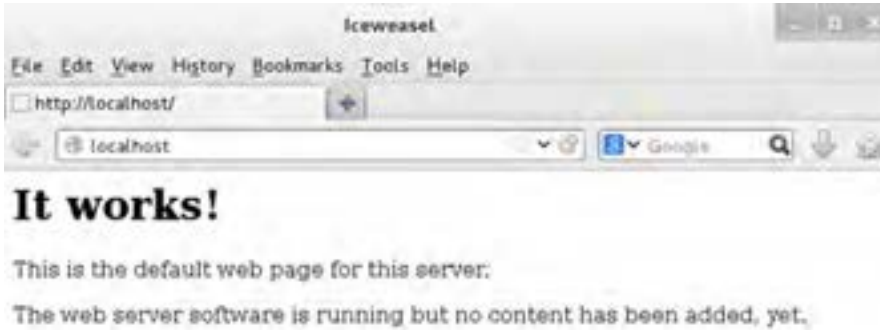 Iceweasel
File Edit View History Bookmarks Tools Help
http://localhost/
localhost
Google
It works!
This is the default web page for this server.
The web server software is running but no content has been added, yet.